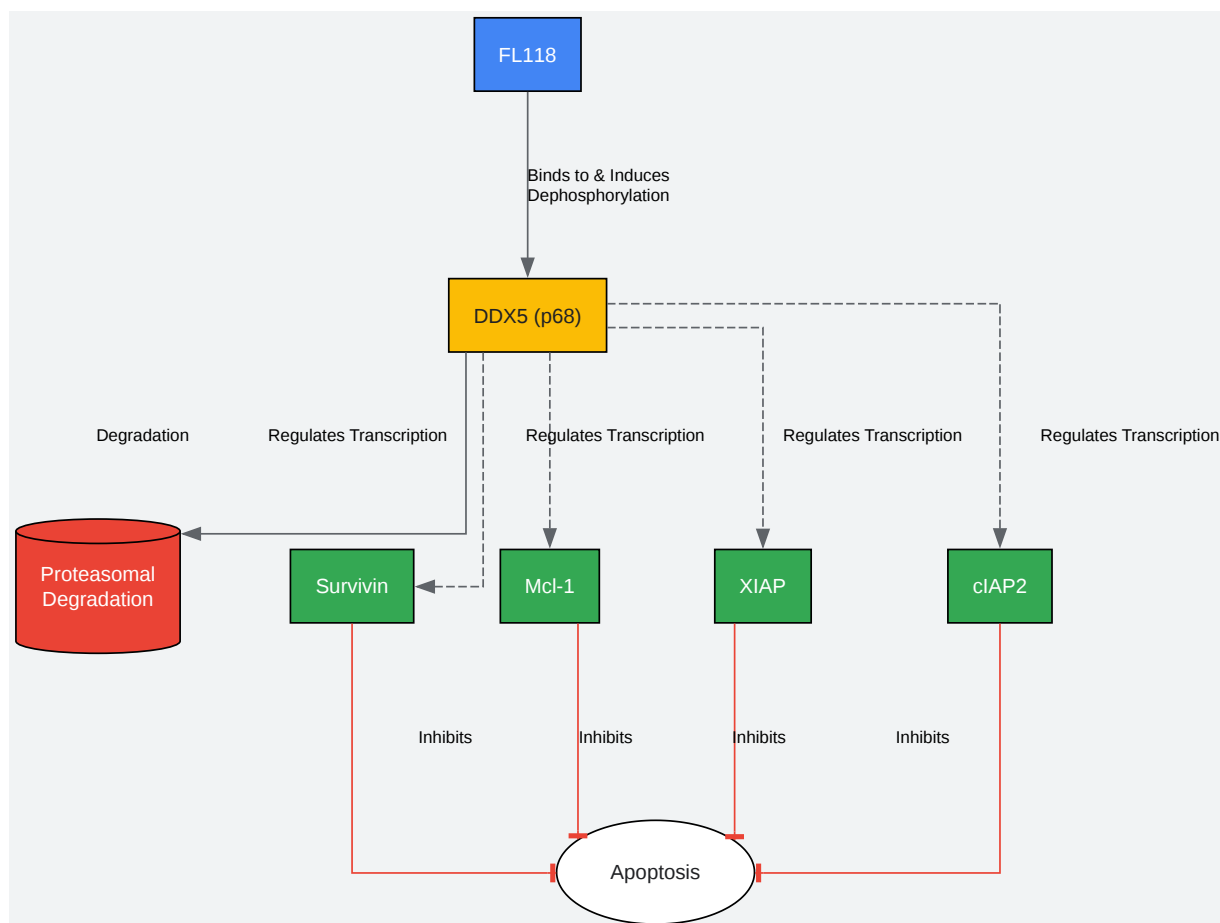 FL118
Binds to & Induces
Dephosphorylation
DDX5 (p68)
Degradation
Regulates Transcription
Regulates Transcription
Regulates Transcription
Regulates Transcription
Proteasomal
Degradation
Survivin
Mcl-1
XIAP
cIAP2
Inhibits
Inhibits
Inhibits
Inhibits
Apoptosis